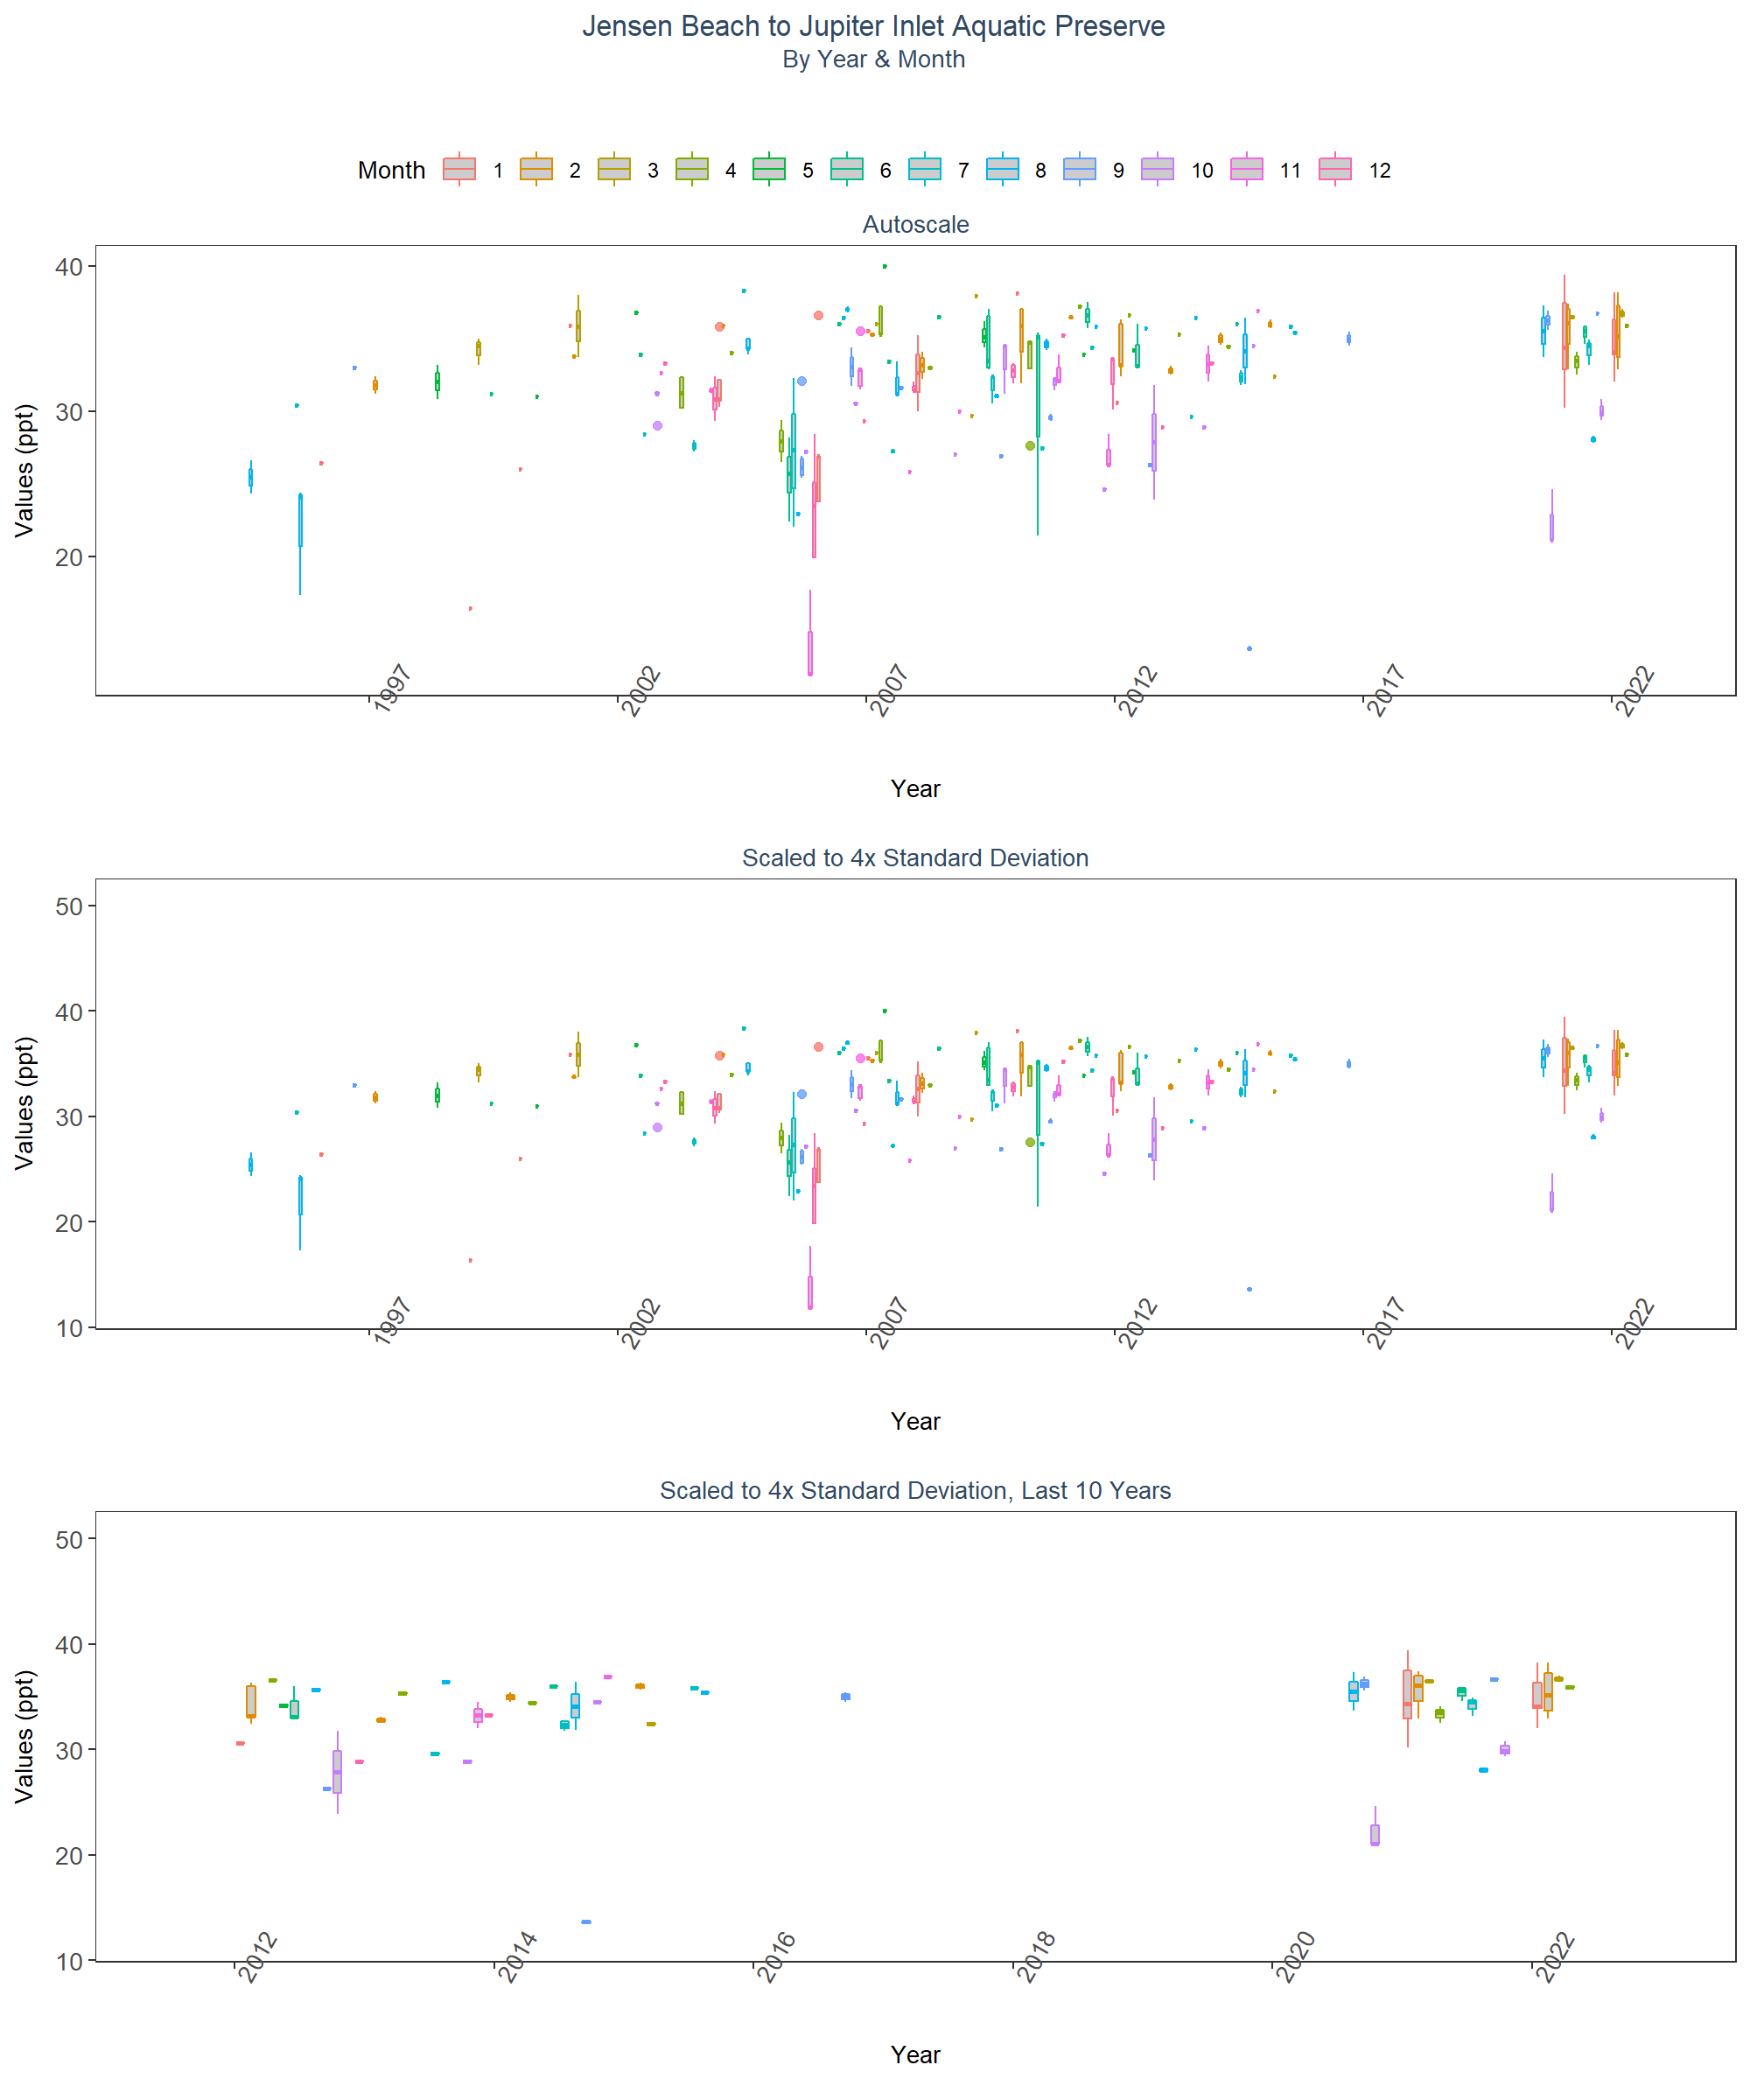 Jensen Beach to Jupiter Inlet Aquatic Preserve
By Year & Month
Month 1 2 3 4 5 6 7 8 9 10 11 12
Autoscale
Values (ppt)
40
30
20
1997 2002 2007 2012 2017 2022
Year
Scaled to 4x Standard Deviation
Values (ppt)
50
40
30
20
10
1997 2002 2007 2012 2017 2022
Year
Scaled to 4x Standard Deviation, Last 10 Years
Values (ppt)
50
40
30
20
10
2012 2014 2016 2018 2020 2022
Year